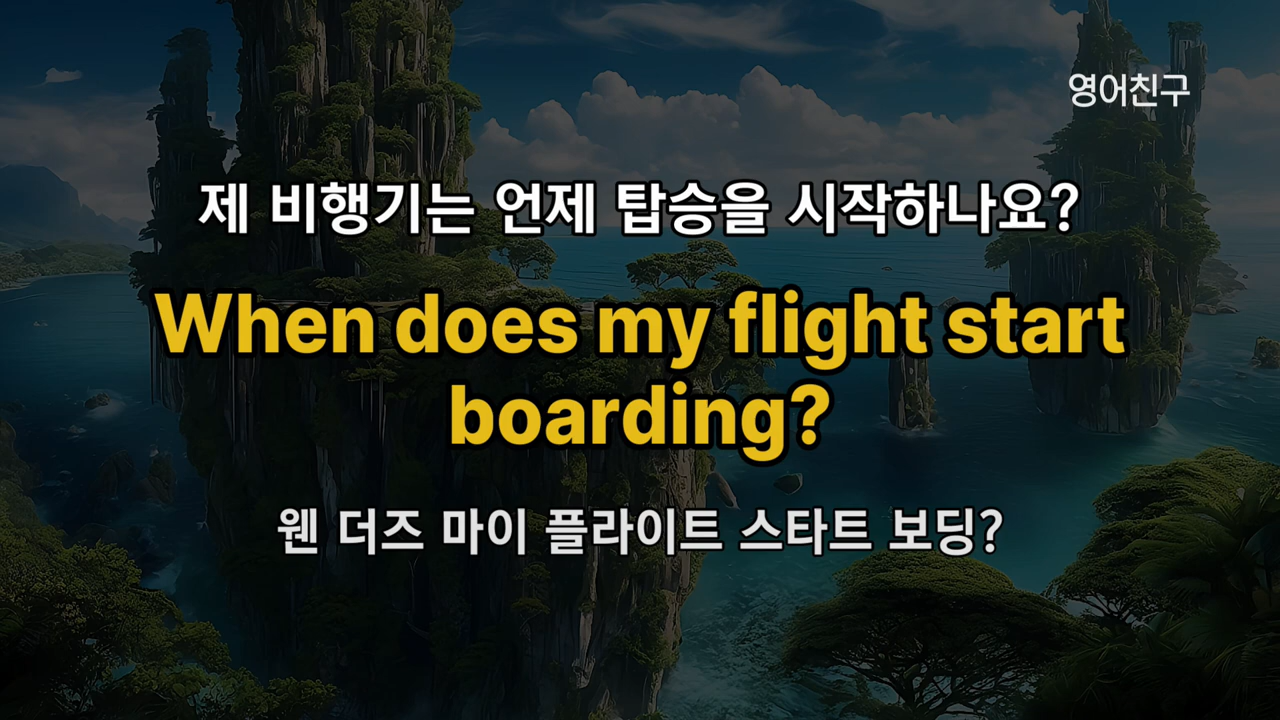 영어친구
제 비행기는 언제 탑승을 시작하나요?
When does my flight start
boarding?
웬 더즈 마이 플라이트 스타트 보딩?